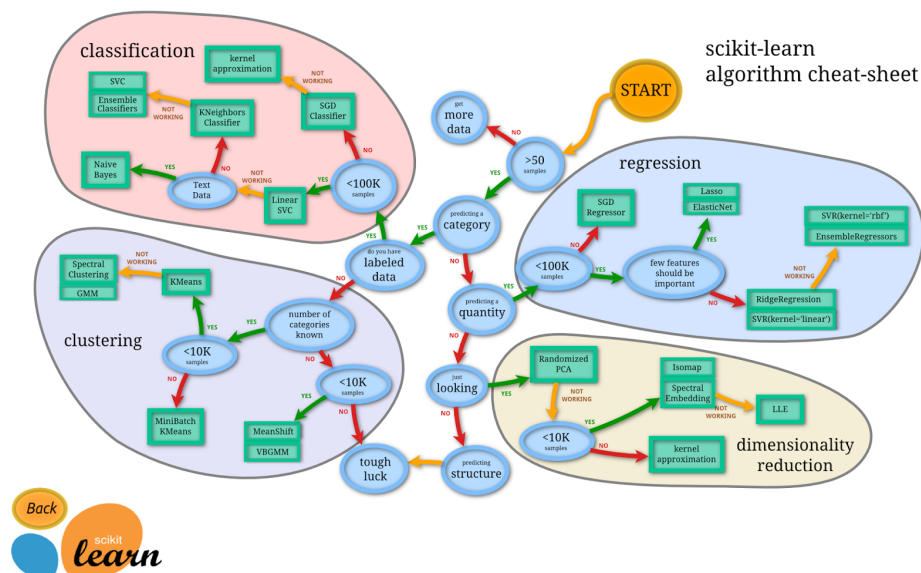 scikit-learn
algorithm cheat-sheet
START
classification
kernel
approximation
NOT
WORKING
SVC
Ensemble
Classifiers
NOT
WORKING
KNeighbors
Classifier
SGD
Classifier
NO
Naive
Bayes
YES
NO
Text
Data
NOT
WORKING
Linear
SVC
YES
<100K
samples
YES
get
more
data
NO
>50
samples
YES
predicting a
category
YES
do you have
labeled
data
NO
NO
predicting a
quantity
YES
NO
just
looking
YES
NO
predicting
structure
tough
luck
regression
SGD
Regressor
NO
<100K
samples
YES
Lasso
ElasticNet
YES
few features
should be
important
NO
SVR(kernel='rbf')
EnsembleRegressors
NOT
WORKING
RidgeRegression
SVR(kernel='linear')
clustering
Spectral
Clustering
GMM
NOT
WORKING
KMeans
YES
<10K
samples
YES
number of
categories
known
NO
NO
MiniBatch
KMeans
<10K
samples
YES
NO
MeanShift
VBGMM
Randomized
PCA
NOT
WORKING
<10K
samples
YES
NO
Isomap
Spectral
Embedding
NOT
WORKING
LLE
kernel
approximation
dimensionality
reduction
Back
scikit
learn